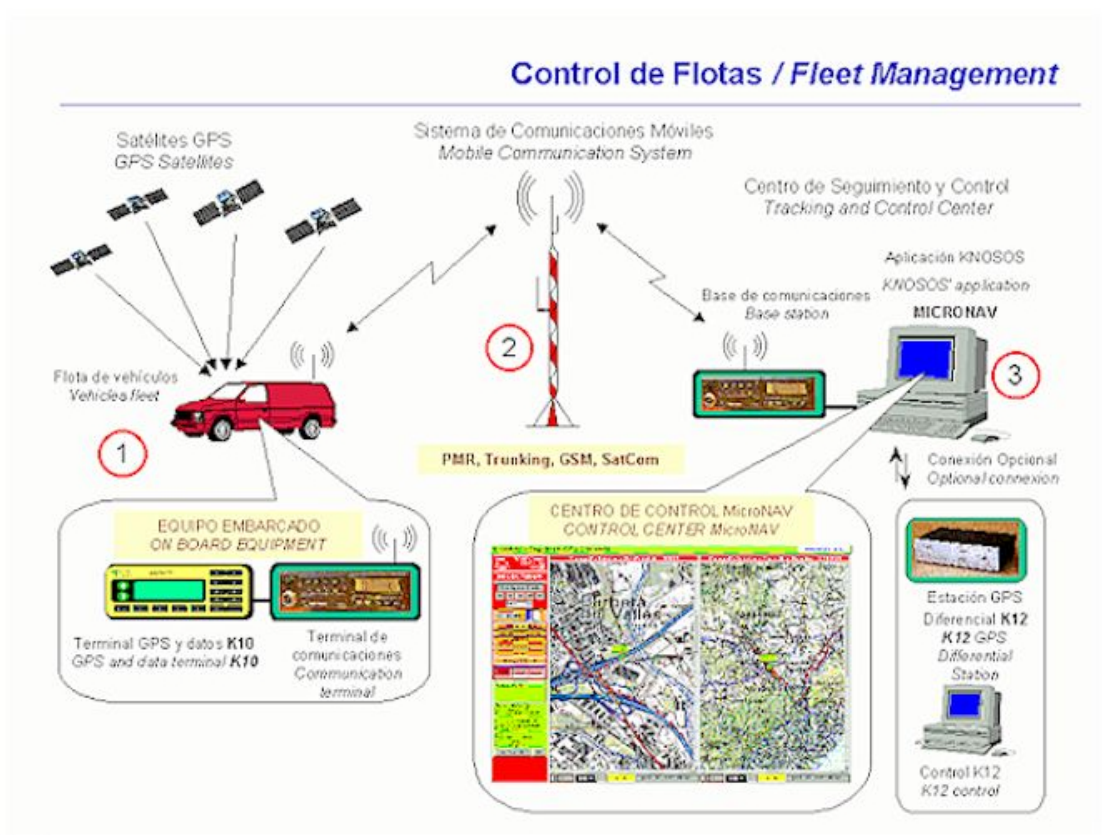 Control de Flotas / Fleet Management
Satélites GPS
GPS Satellites
Sistema de Comunicaciones Móviles
Mobile Communication System
Centro de Seguimiento y Control
Tracking and Control Center
Aplicación KNOSOS
KNOSOS' application
MICRONAV
Base de comunicaciones
Base station
Flota de vehículos
Vehicles fleet
1
2
3
PMR, Trunking, GSM, SatCom
Conexión Opcional
Optional connexion
EQUIPO EMBARCADO
ON BOARD EQUIPMENT
Terminal GPS y datos K10
GPS and data terminal K10
Terminal de
comunicaciones
Communication
terminal
CENTRO DE CONTROL MicroNAV
CONTROL CENTER MicroNAV
Estación GPS
Diferencial K12
K12 GPS
Differential
Station
Control K12
K12 control